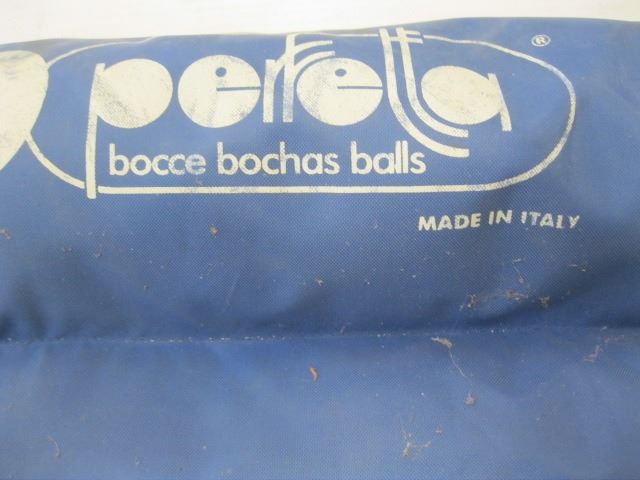 perfetta ®
bocce bochas balls
MADE IN ITALY